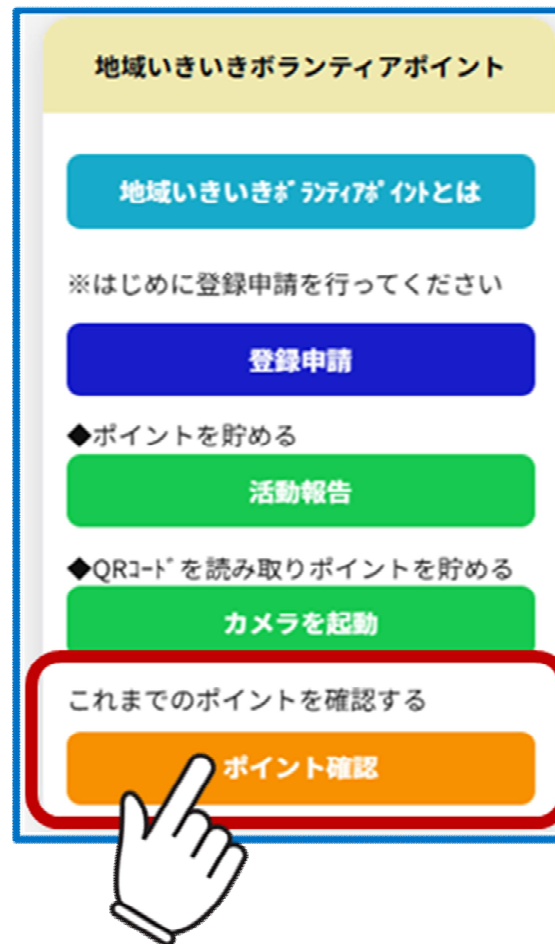 地域いきいきボランティアポイント
地域いきいきボランティアポイントとは
※はじめに登録申請を行ってください
登録申請
◆ポイントを貯める
活動報告
◆QRコードを読み取りポイントを貯める
カメラを起動
これまでのポイントを確認する
ポイント確認